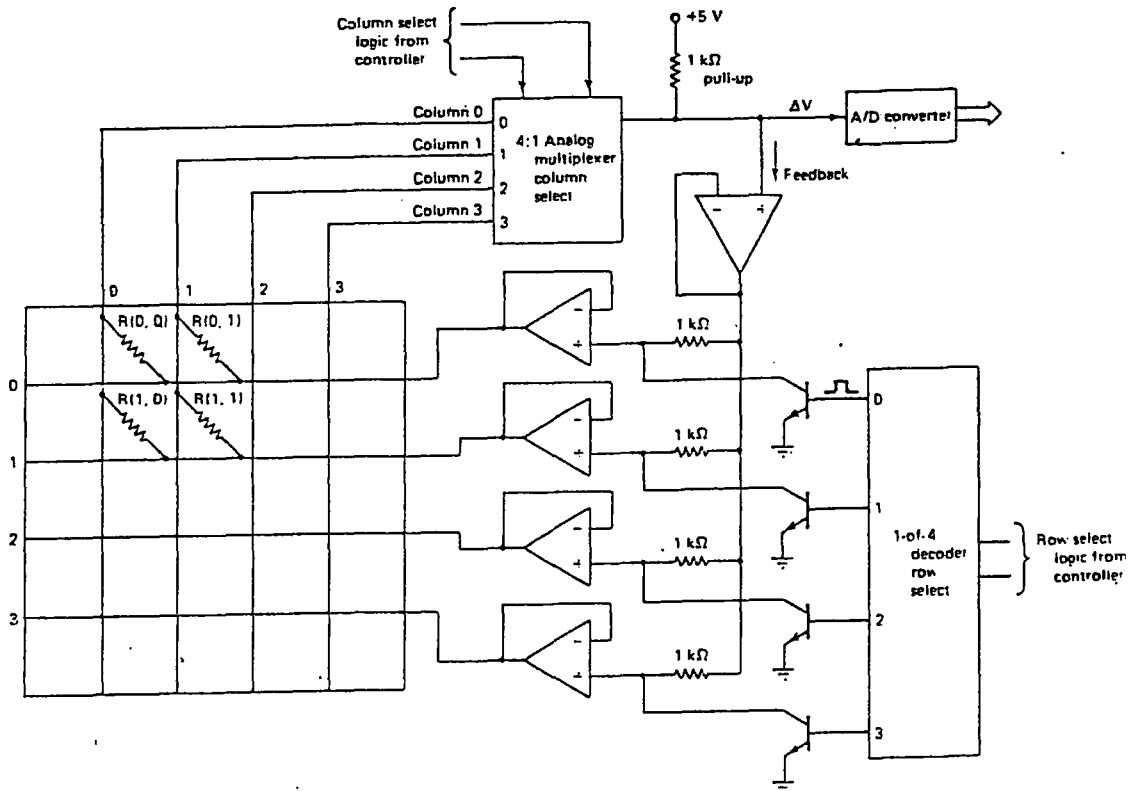 +5 V
Column select
logic from
controller
1 kΩ
pull-up
ΔV
A/D converter
Feedback
Column 0
Column 1
Column 2
Column 3
0
1
2
3
4:1 Analog
multiplexer
column
select
–
+
0
1
2
3
R(0, 0)
R(0, 1)
R(1, 0)
R(1, 1)
0
1
2
3
–
+
1 kΩ
–
+
1 kΩ
–
+
1 kΩ
–
+
1 kΩ
0
1
2
3
1-of-4
decoder
row
select
Row select
logic from
controller